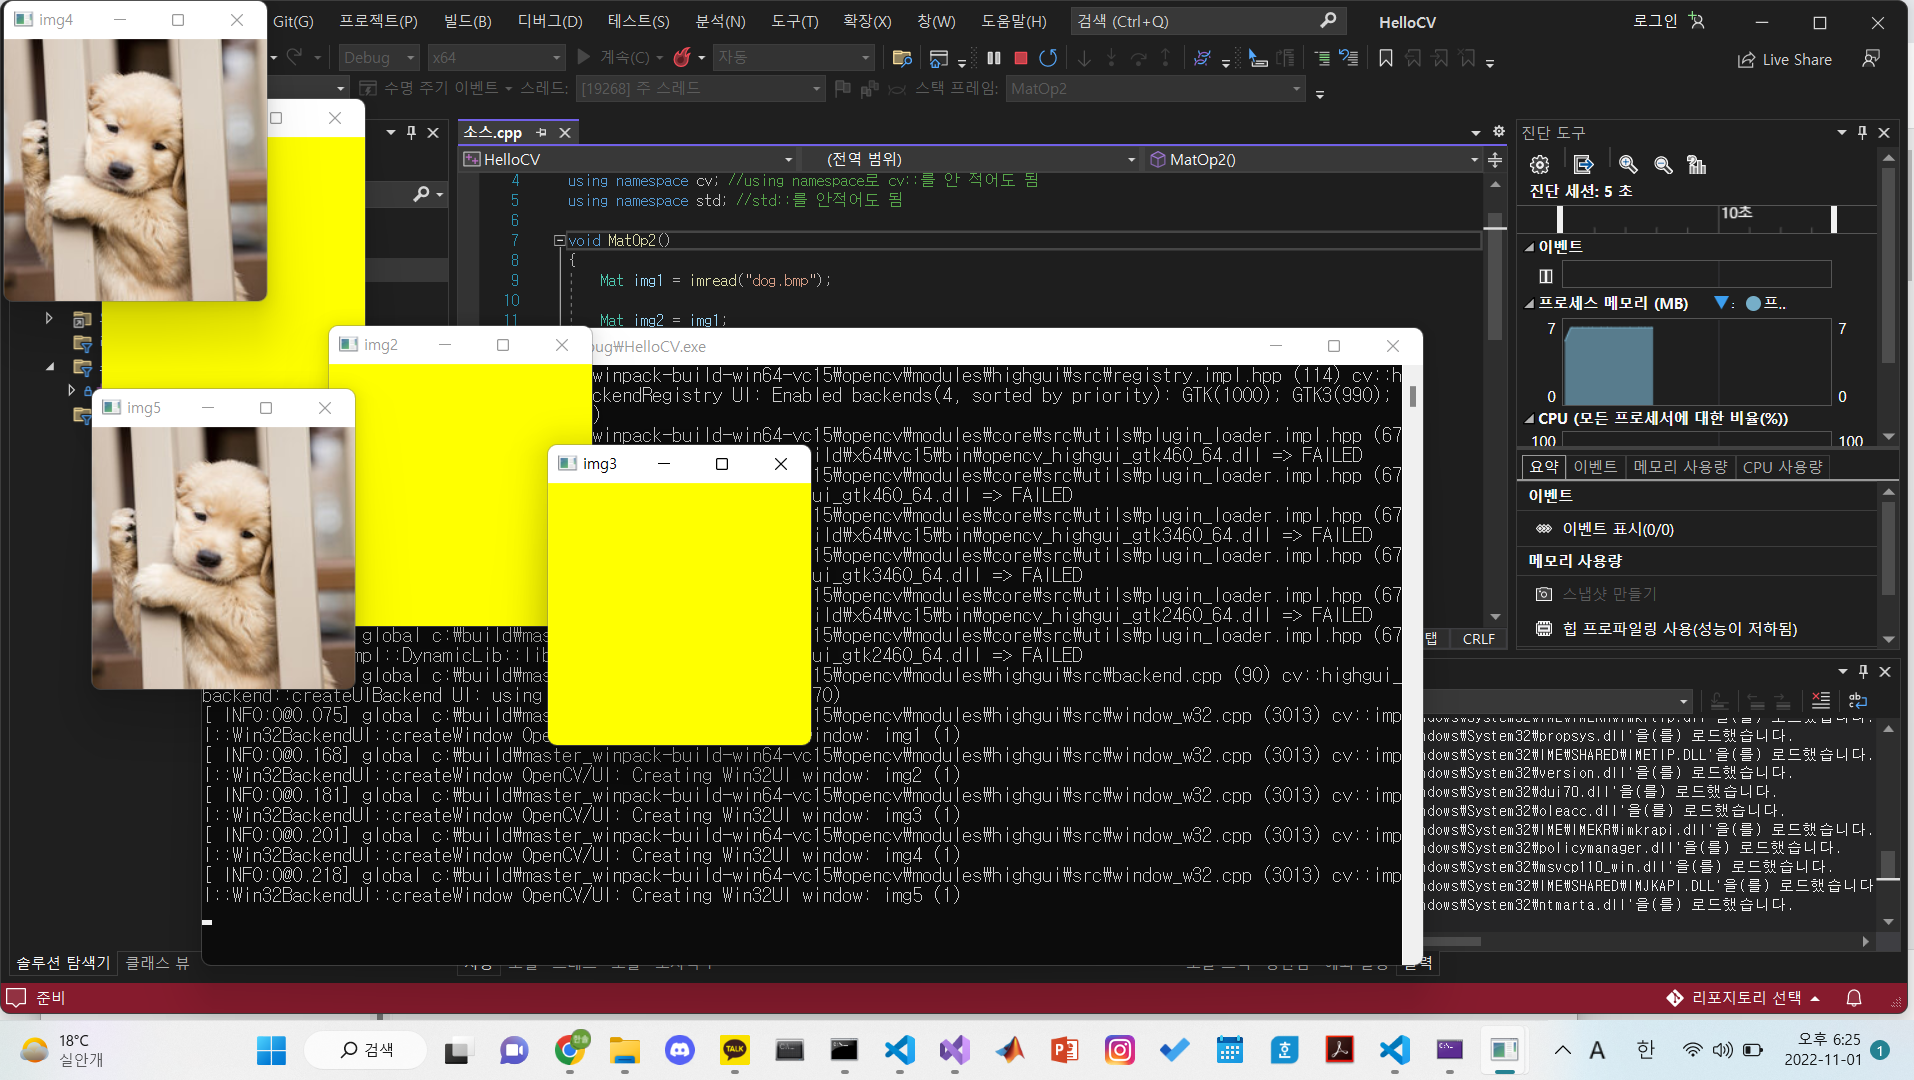 img4
Git(G) 프로젝트(P) 빌드(B) 디버그(D) 테스트(S) 분석(N) 도구(T) 확장(X) 창(W) 도움말(H) 검색 (Ctrl+Q) HelloCV 로그인
Debug x64 계속(C) 자동 Live Share
수명 주기 이벤트 스레드: [19268] 주 스레드 스택 프레임: MatOp2
소스.cpp
HelloCV (전역 범위) MatOp2()
4 using namespace cv; //using namespace로 cv::를 안 적어도 됨
5 using namespace std; //std::를 안적어도 됨
6
7 void MatOp2()
8 {
9 Mat img1 = imread("dog.bmp");
10
11 Mat img2 = img1;
진단 도구
진단 세션: 5 초
10초
이벤트
프로세스 메모리 (MB) 프..
7 7
0 0
CPU (모든 프로세서에 대한 비율(%))
100 100
요약 이벤트 메모리 사용량 CPU 사용량
이벤트
이벤트 표시(0/0)
메모리 사용량
스냅샷 만들기
힙 프로파일링 사용(성능이 저하됨)
탭 CRLF
img2
img5
img3
bug₩HelloCV.exe
winpack-build-win64-vc15₩opencv₩modules₩highgui₩src₩registry.impl.hpp (114) cv::h
ckendRegistry UI: Enabled backends(4, sorted by priority): GTK(1000); GTK3(990);
)
winpack-build-win64-vc15₩opencv₩modules₩core₩src₩utils₩plugin_loader.impl.hpp (67
ild₩x64₩vc15₩bin₩opencv_highgui_gtk460_64.dll => FAILED
15₩opencv₩modules₩core₩src₩utils₩plugin_loader.impl.hpp (67
ui_gtk460_64.dll => FAILED
15₩opencv₩modules₩core₩src₩utils₩plugin_loader.impl.hpp (67
ild₩x64₩vc15₩bin₩opencv_highgui_gtk3460_64.dll => FAILED
15₩opencv₩modules₩core₩src₩utils₩plugin_loader.impl.hpp (67
ui_gtk3460_64.dll => FAILED
15₩opencv₩modules₩core₩src₩utils₩plugin_loader.impl.hpp (67
ild₩x64₩vc15₩bin₩opencv_highgui_gtk2460_64.dll => FAILED
global c:₩build₩mas 15₩opencv₩modules₩core₩src₩utils₩plugin_loader.impl.hpp (67
mpl::DynamicLib::lib ui_gtk2460_64.dll => FAILED
global c:₩build₩mas 15₩opencv₩modules₩highgui₩src₩backend.cpp (90) cv::highgui_
backend::createUIBackend UI: using 70)
[ INFO:0@0.075] global c:₩build₩mas 15₩opencv₩modules₩highgui₩src₩window_w32.cpp (3013) cv::imp
l::Win32BackendUI::createWindow Ope window: img1 (1)
[ INFO:0@0.168] global c:₩build₩master_winpack-build-win64-vc15₩opencv₩modules₩highgui₩src₩window_w32.cpp (3013) cv::imp
l::Win32BackendUI::createWindow OpenCV/UI: Creating Win32UI window: img2 (1)
[ INFO:0@0.181] global c:₩build₩master_winpack-build-win64-vc15₩opencv₩modules₩highgui₩src₩window_w32.cpp (3013) cv::imp
l::Win32BackendUI::createWindow OpenCV/UI: Creating Win32UI window: img3 (1)
[ INFO:0@0.201] global c:₩build₩master_winpack-build-win64-vc15₩opencv₩modules₩highgui₩src₩window_w32.cpp (3013) cv::imp
l::Win32BackendUI::createWindow OpenCV/UI: Creating Win32UI window: img4 (1)
[ INFO:0@0.218] global c:₩build₩master_winpack-build-win64-vc15₩opencv₩modules₩highgui₩src₩window_w32.cpp (3013) cv::imp
l::Win32BackendUI::createWindow OpenCV/UI: Creating Win32UI window: img5 (1)
ndows₩System32₩propsys.dll'을(를) 로드했습니다.
ndows₩System32₩IME₩SHARED₩IMETIP.DLL'을(를) 로드했습니다.
ndows₩System32₩version.dll'을(를) 로드했습니다.
ndows₩System32₩dui70.dll'을(를) 로드했습니다.
ndows₩System32₩oleacc.dll'을(를) 로드했습니다.
ndows₩System32₩IME₩IMEKR₩imkrapi.dll'을(를) 로드했습니다.
ndows₩System32₩policymanager.dll'을(를) 로드했습니다.
ndows₩System32₩msvcp110_win.dll'을(를) 로드했습니다.
ndows₩System32₩IME₩SHARED₩IMJKAPI.DLL'을(를) 로드했습니다
ndows₩System32₩ntmarta.dll'을(를) 로드했습니다.
솔루션 탐색기 클래스 뷰
준비 리포지토리 선택
18°C
실안개
검색 한솔 TALK 한 A
오후 6:25
2022-11-01
1